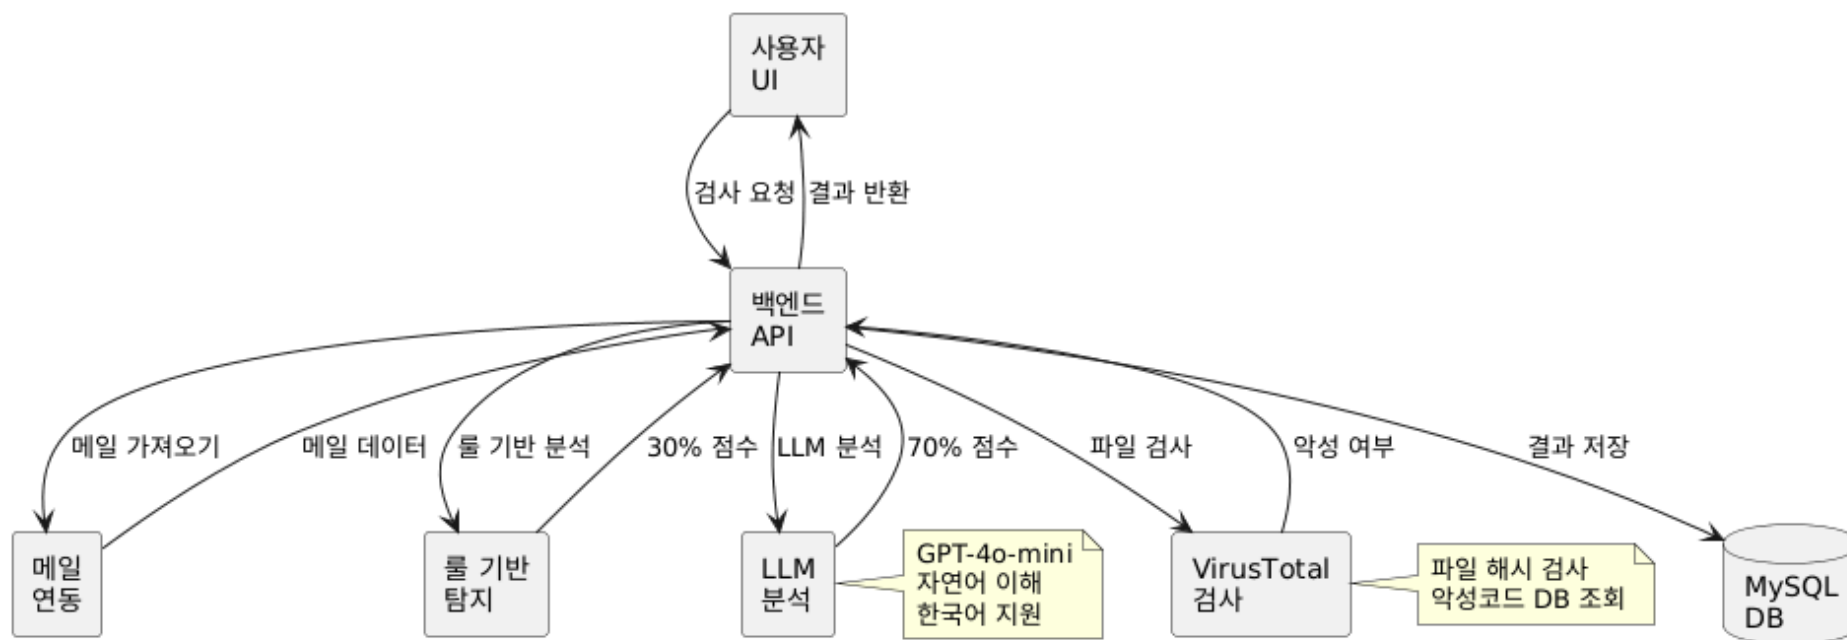 사용자
UI
검사 요청
결과 반환
백엔드
API
메일 가져오기
메일 데이터
룰 기반 분석
30% 점수
LLM 분석
70% 점수
파일 검사
악성 여부
결과 저장
메일
연동
룰 기반
탐지
LLM
분석
GPT-4o-mini
자연어 이해
한국어 지원
VirusTotal
검사
파일 해시 검사
악성코드 DB 조회
MySQL
DB